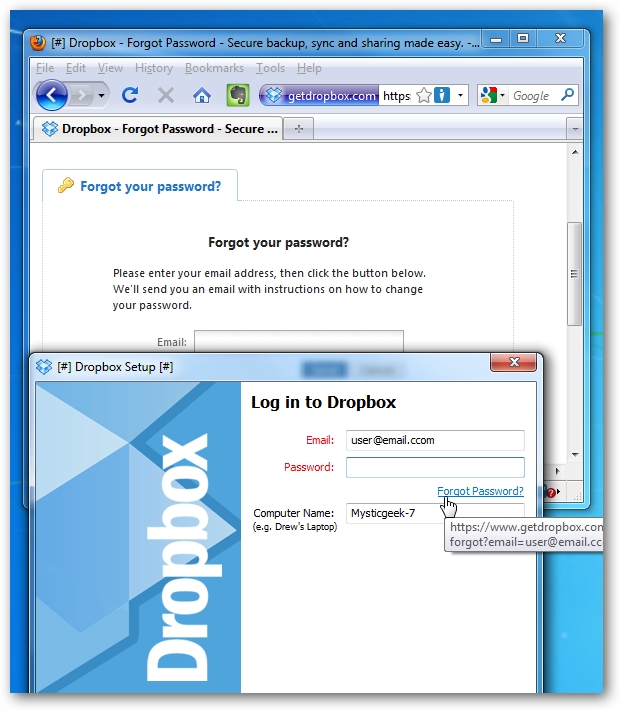 [#] Dropbox - Forgot Password - Secure backup, sync and sharing made easy. -...
File Edit View History Bookmarks Tools Help
getdropbox.com https Google
Dropbox - Forgot Password - Secure ...
Forgot your password?
Forgot your password?
Please enter your email address, then click the button below.
We'll send you an email with instructions on how to change
your password.
Email:
[#] Dropbox Setup [#]
Dropbox
Log in to Dropbox
Email: user@email.ccom
Password:
Forgot Password?
Computer Name: Mysticgeek-7
(e.g. Drew's Laptop)
https://www.getdropbox.com
forgot?email=user@email.cc